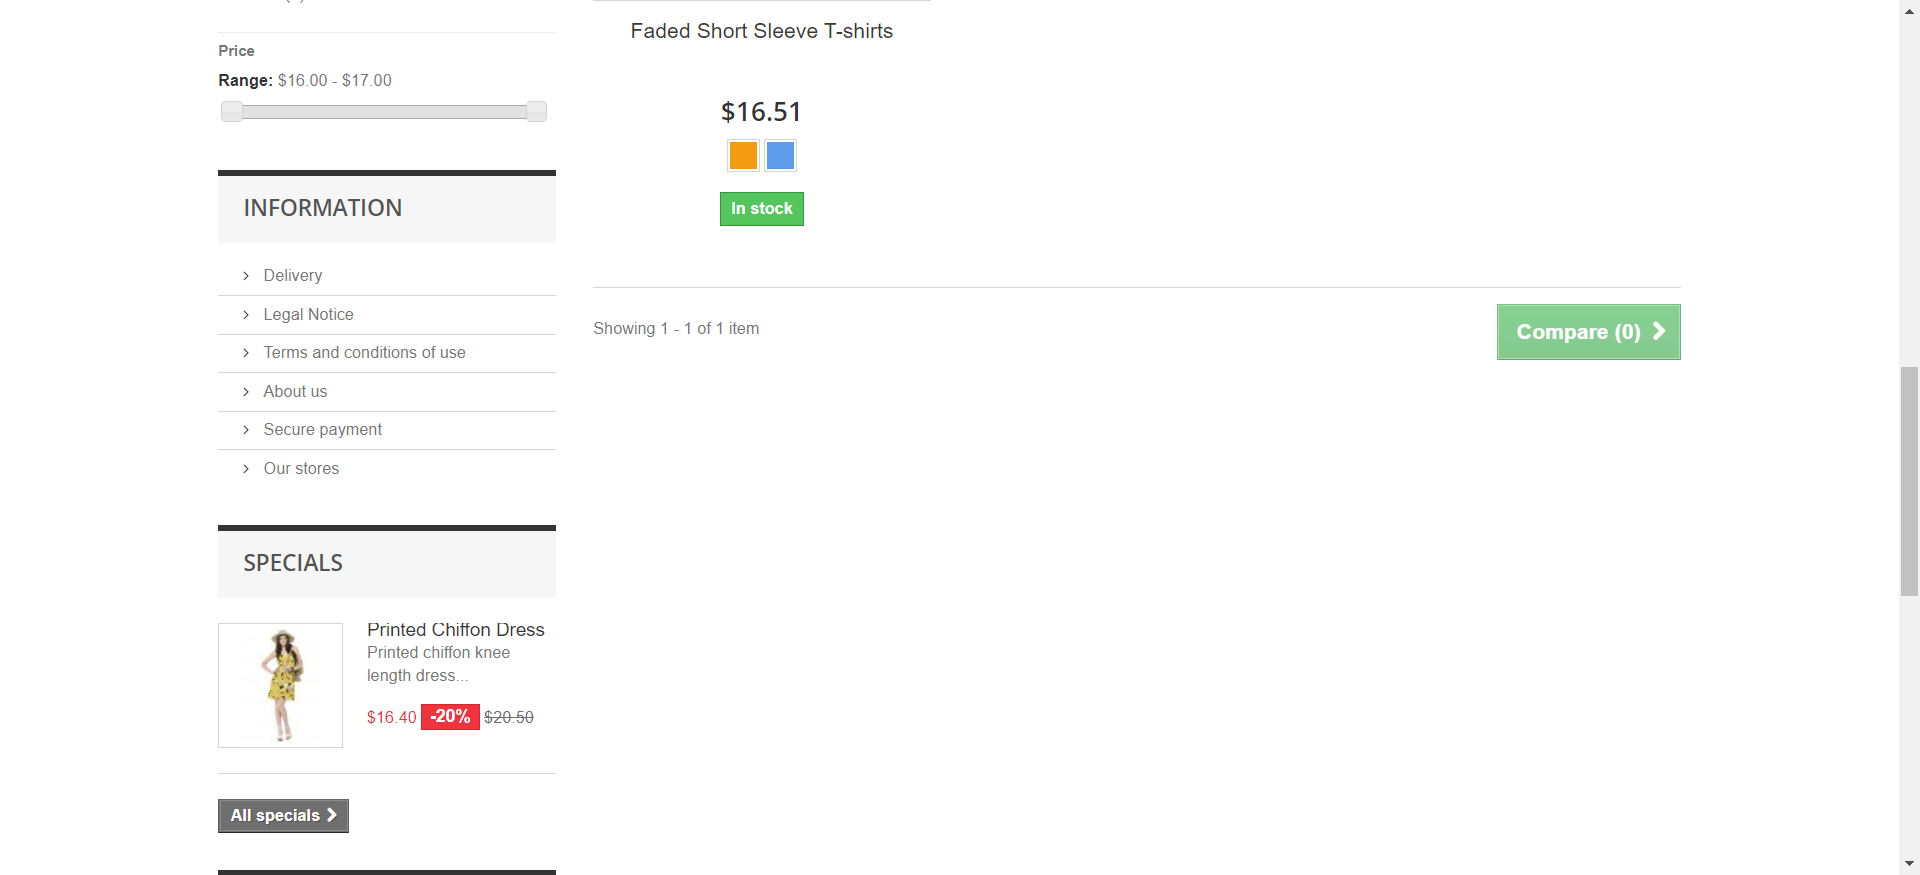 Price
Range: $16.00 - $17.00
INFORMATION
Delivery
Legal Notice
Terms and conditions of use
About us
Secure payment
Our stores
SPECIALS
Printed Chiffon Dress
Printed chiffon knee
length dress...
$16.40 -20% $20.50
All specials
Faded Short Sleeve T-shirts
$16.51
In stock
Showing 1 - 1 of 1 item
Compare (0)